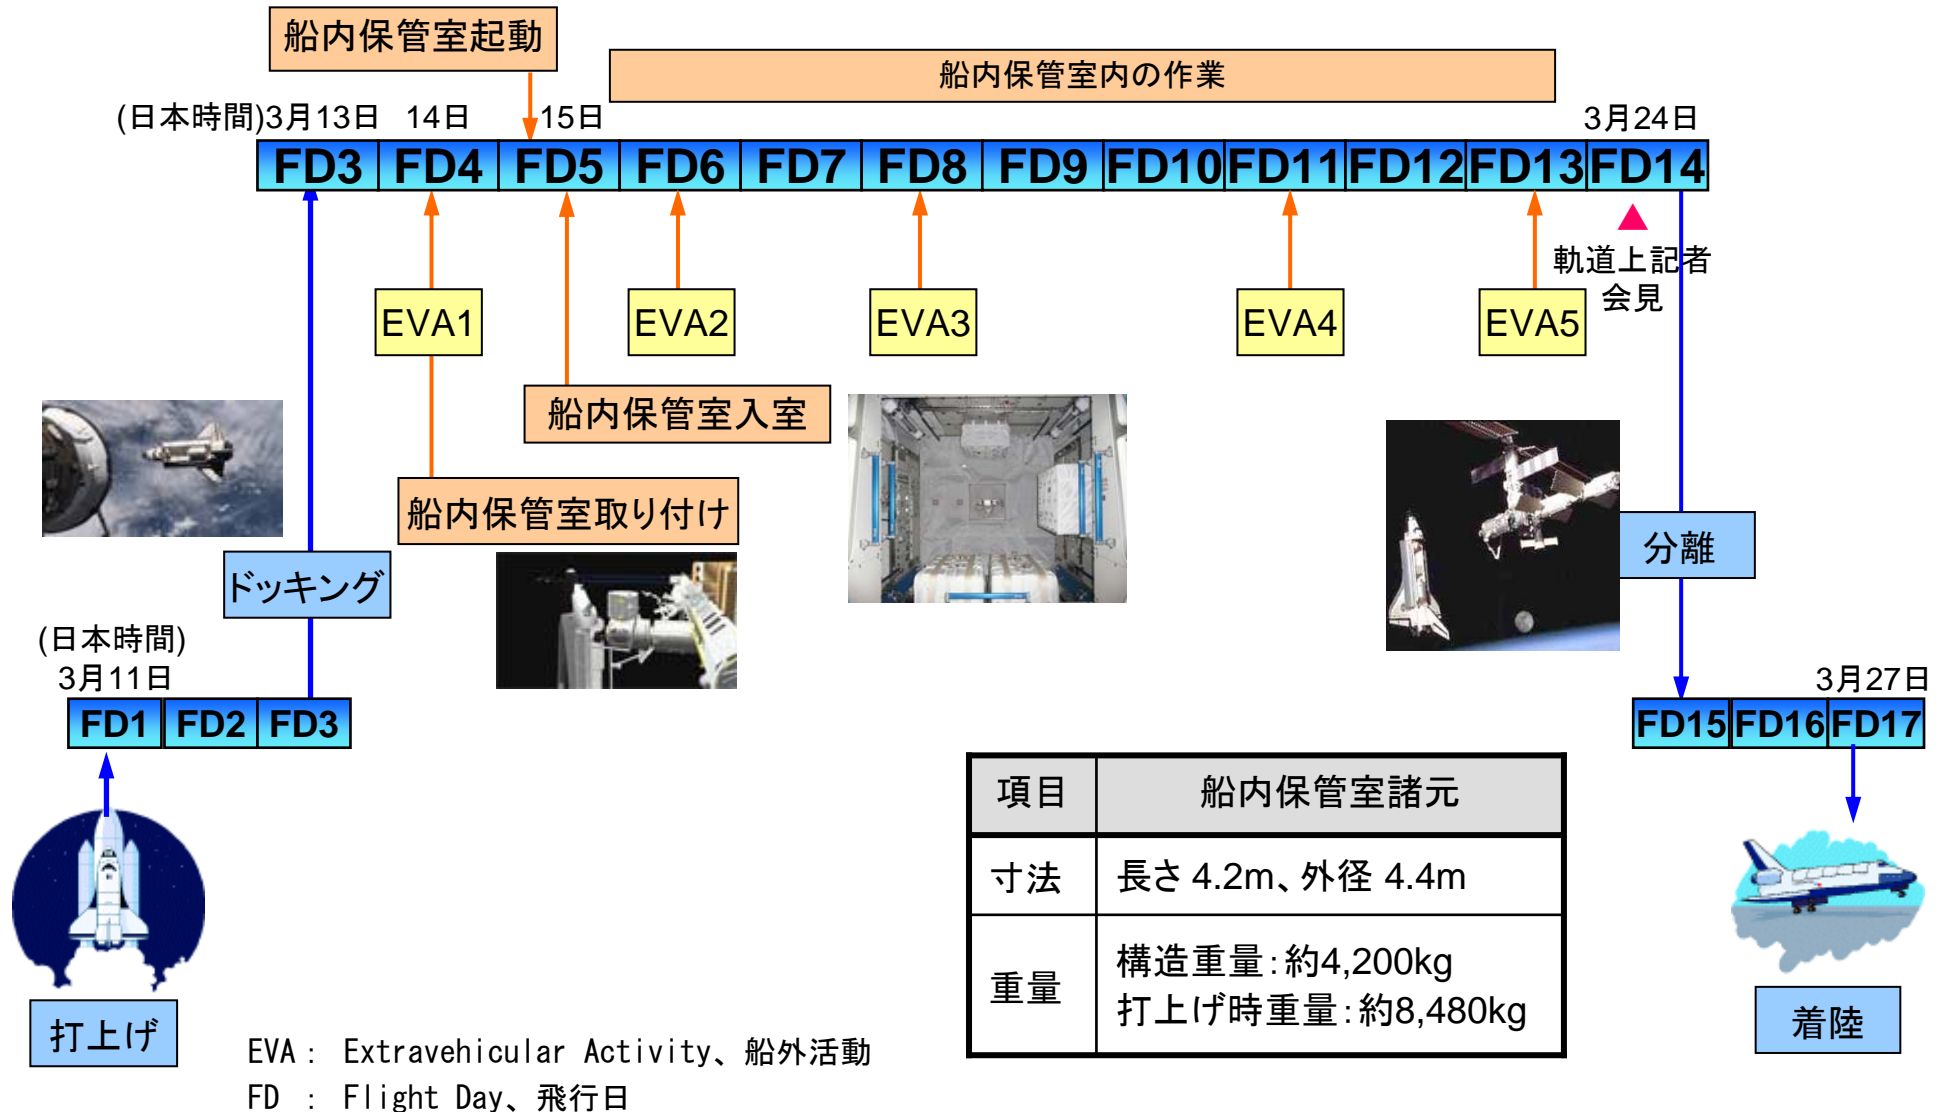 船内保管室起動
船内保管室内の作業
(日本時間)3月13日 14日 15日 3月24日
FD3 FD4 FD5 FD6 FD7 FD8 FD9 FD10 FD11 FD12 FD13 FD14
軌道上記者
会見
EVA1 EVA2 EVA3 EVA4 EVA5
船内保管室入室
船内保管室取り付け
ドッキング
分離
(日本時間)
3月11日
3月27日
FD1 FD2 FD3
FD15 FD16 FD17
項目 船内保管室諸元
寸法 長さ 4.2m、外径 4.4m
重量 構造重量：約4,200kg
打上げ時重量：約8,480kg
打上げ
着陸
EVA： Extravehicular Activity、船外活動
FD ： Flight Day、飛行日